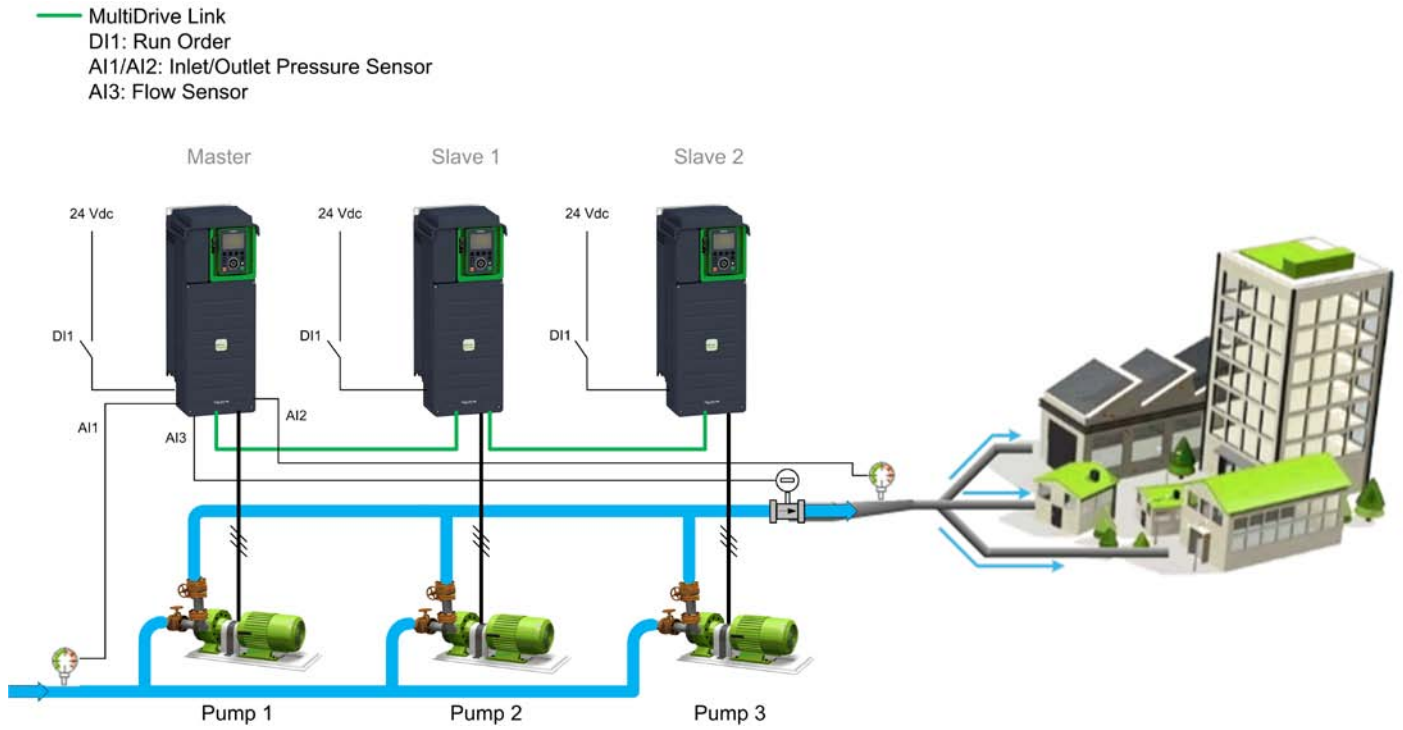 MultiDrive Link
DI1: Run Order
AI1/AI2: Inlet/Outlet Pressure Sensor
AI3: Flow Sensor
Master
Slave 1
Slave 2
24 Vdc
24 Vdc
24 Vdc
DI1
DI1
DI1
AI1
AI3
AI2
Pump 1
Pump 2
Pump 3